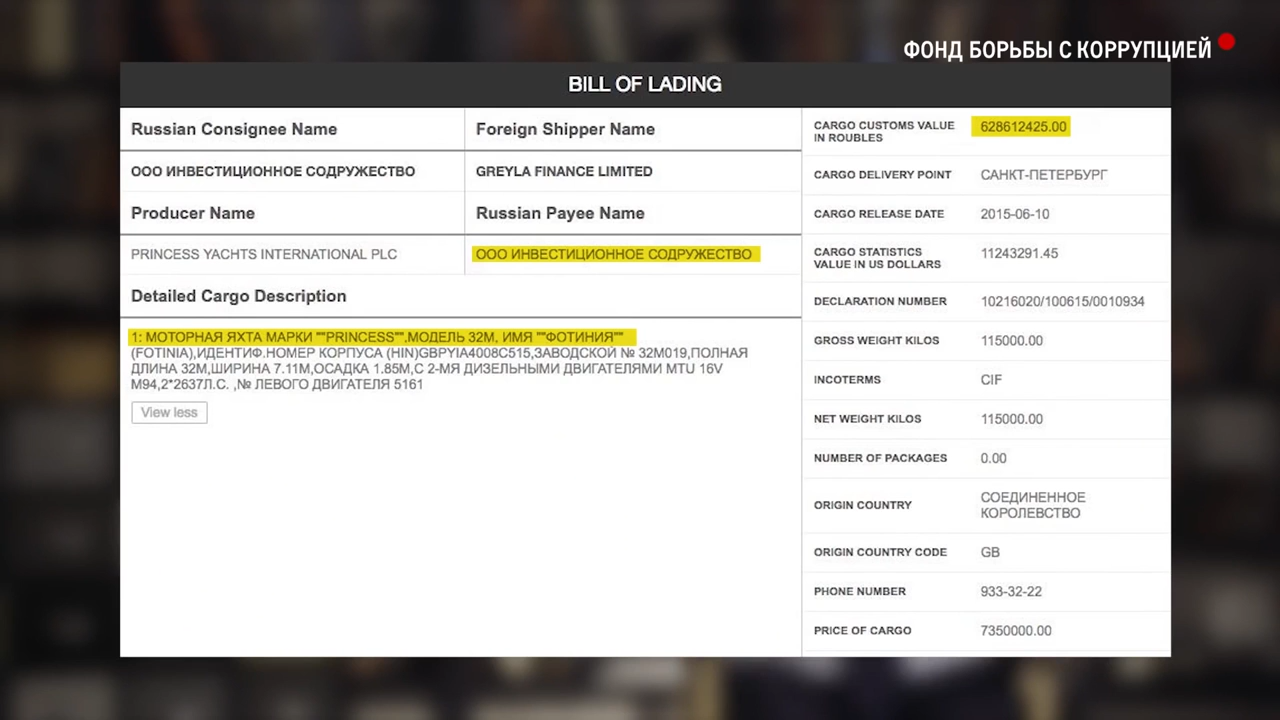 ФОНД БОРЬБЫ С КОРРУПЦИЕЙ
BILL OF LADING
Russian Consignee Name
Foreign Shipper Name
ООО ИНВЕСТИЦИОННОЕ СОДРУЖЕСТВО
GREYLA FINANCE LIMITED
Producer Name
Russian Payee Name
PRINCESS YACHTS INTERNATIONAL PLC
ООО ИНВЕСТИЦИОННОЕ СОДРУЖЕСТВО
Detailed Cargo Description
1: МОТОРНАЯ ЯХТА МАРКИ ""PRINCESS"",МОДЕЛЬ 32М, ИМЯ ""ФОТИНИЯ""
(FOTINIA),ИДЕНТИФ.НОМЕР КОРПУСА (HIN)GBPYIA4008C515,ЗАВОДСКОЙ № 32M019,ПОЛНАЯ
ДЛИНА 32М,ШИРИНА 7.11М,ОСАДКА 1.85М,С 2-МЯ ДИЗЕЛЬНЫМИ ДВИГАТЕЛЯМИ MTU 16V
M94,2*2637Л.С. ,№ ЛЕВОГО ДВИГАТЕЛЯ 5161
View less
CARGO CUSTOMS VALUE
IN ROUBLES
628612425.00
CARGO DELIVERY POINT
САНКТ-ПЕТЕРБУРГ
CARGO RELEASE DATE
2015-06-10
CARGO STATISTICS
VALUE IN US DOLLARS
11243291.45
DECLARATION NUMBER
10216020/100615/0010934
GROSS WEIGHT KILOS
115000.00
INCOTERMS
CIF
NET WEIGHT KILOS
115000.00
NUMBER OF PACKAGES
0.00
ORIGIN COUNTRY
СОЕДИНЕННОЕ
КОРОЛЕВСТВО
ORIGIN COUNTRY CODE
GB
PHONE NUMBER
933-32-22
PRICE OF CARGO
7350000.00